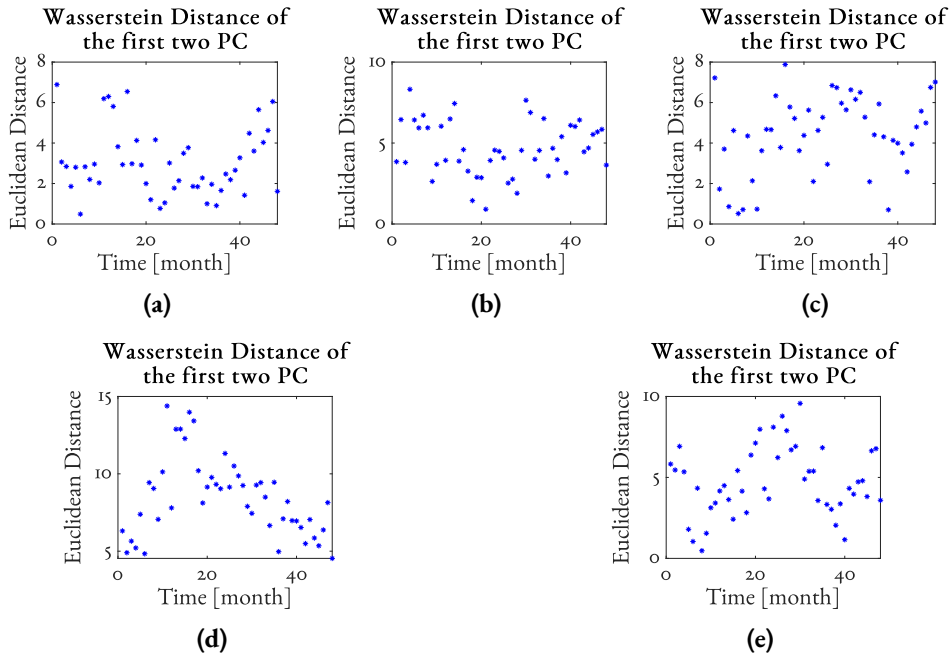 Wasserstein Distance of
the first two PC
Euclidean Distance
8
6
4
2
0
0 20 40
Time [month]
(a)
Wasserstein Distance of
the first two PC
Euclidean Distance
10
5
0
0 20 40
Time [month]
(b)
Wasserstein Distance of
the first two PC
Euclidean Distance
8
6
4
2
0
0 20 40
Time [month]
(c)
Wasserstein Distance of
the first two PC
Euclidean Distance
15
10
5
0 20 40
Time [month]
(d)
Wasserstein Distance of
the first two PC
Euclidean Distance
10
5
0
0 20 40
Time [month]
(e)